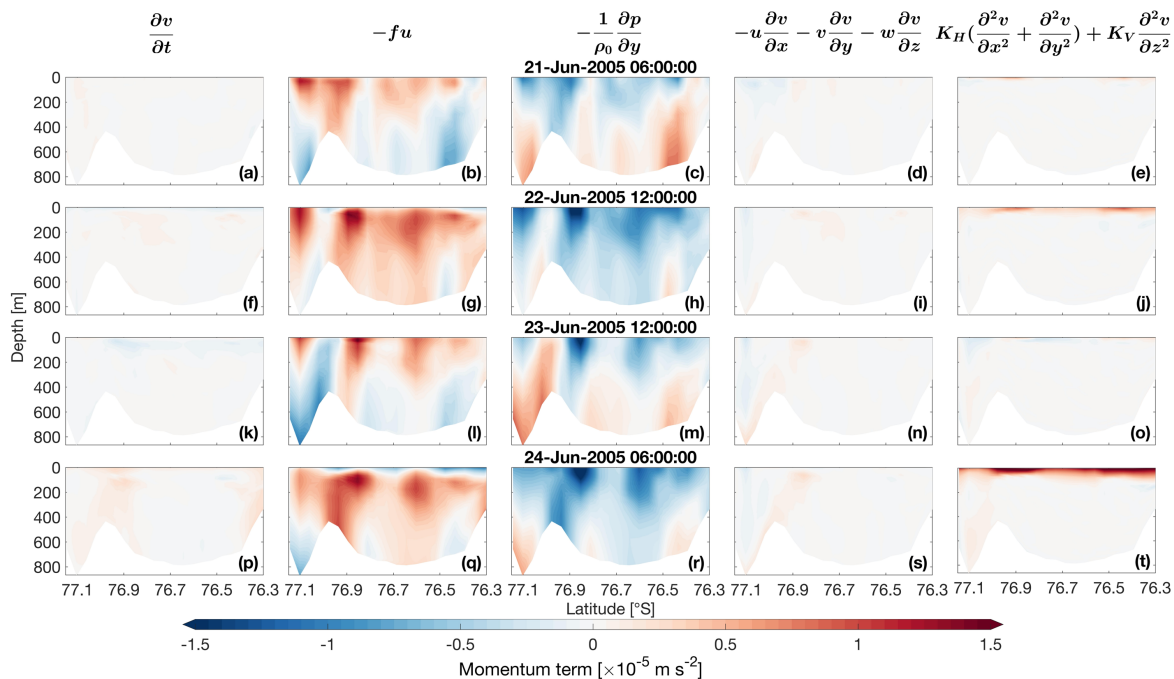 ∂v/∂t
−fu
−(1/ρ₀) ∂p/∂y
−u ∂v/∂x − v ∂v/∂y − w ∂v/∂z
K_H(∂²v/∂x² + ∂²v/∂y²) + K_V ∂²v/∂z²
21-Jun-2005 06:00:00
0
200
400
600
800
(a)
(b)
(c)
(d)
(e)
22-Jun-2005 12:00:00
0
200
400
600
800
(f)
(g)
(h)
(i)
(j)
Depth [m]
23-Jun-2005 12:00:00
0
200
400
600
800
(k)
(l)
(m)
(n)
(o)
24-Jun-2005 06:00:00
0
200
400
600
800
(p)
(q)
(r)
(s)
(t)
77.1 76.9 76.7 76.5 76.3
77.1 76.9 76.7 76.5 76.3
77.1 76.9 76.7 76.5 76.3
77.1 76.9 76.7 76.5 76.3
77.1 76.9 76.7 76.5 76.3
Latitude [°S]
-1.5 -1 -0.5 0 0.5 1 1.5
Momentum term [×10⁻⁵ m s⁻²]